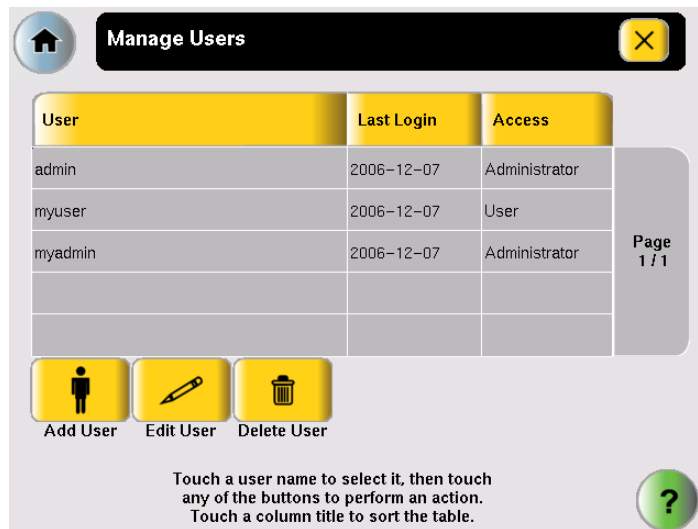 Manage Users
User Last Login Access
admin 2006-12-07 Administrator
myuser 2006-12-07 User
myadmin 2006-12-07 Administrator
Page
1 / 1
Add User Edit User Delete User
Touch a user name to select it, then touch
any of the buttons to perform an action.
Touch a column title to sort the table.
?